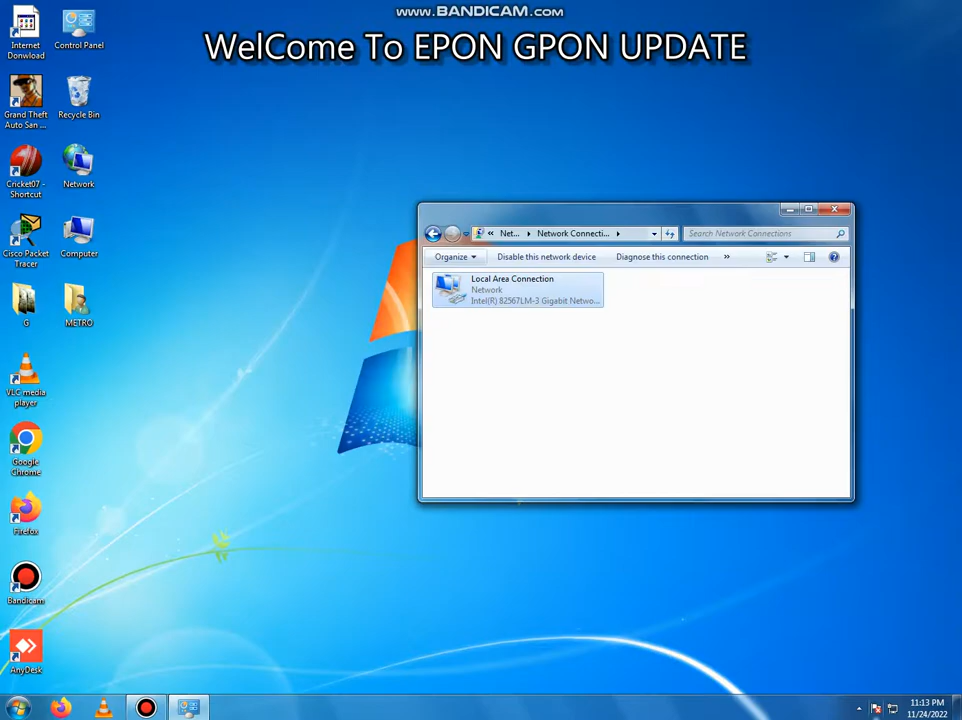 www.BANDICAM.com
WelCome To EPON GPON UPDATE
Internet
Donwload
Control Panel
Grand Theft
Auto San ...
Recycle Bin
Cricket07 -
Shortcut
Network
Cisco Packet
Tracer
Computer
G
METRO
VLC media
player
Google
Chrome
Firefox
Bandicam
AnyDesk
« Net... Network Connecti...
Search Network Connections
Organize
Disable this network device
Diagnose this connection
»
Local Area Connection
Network
Intel(R) 82567LM-3 Gigabit Netwo...
11:13 PM
11/24/2022